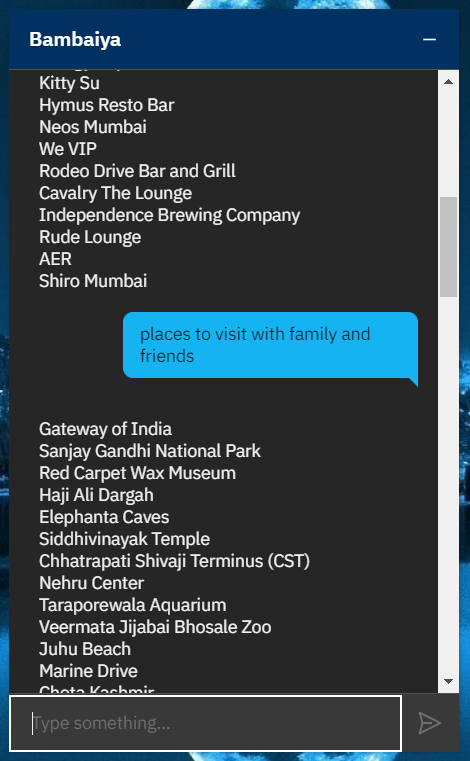 Bambaiya
Kitty Su
Hymus Resto Bar
Neos Mumbai
We VIP
Rodeo Drive Bar and Grill
Cavalry The Lounge
Independence Brewing Company
Rude Lounge
AER
Shiro Mumbai
places to visit with family and
friends
Gateway of India
Sanjay Gandhi National Park
Red Carpet Wax Museum
Haji Ali Dargah
Elephanta Caves
Siddhivinayak Temple
Chhatrapati Shivaji Terminus (CST)
Nehru Center
Taraporewala Aquarium
Veermata Jijabai Bhosale Zoo
Juhu Beach
Marine Drive
Kashmir
Type something...